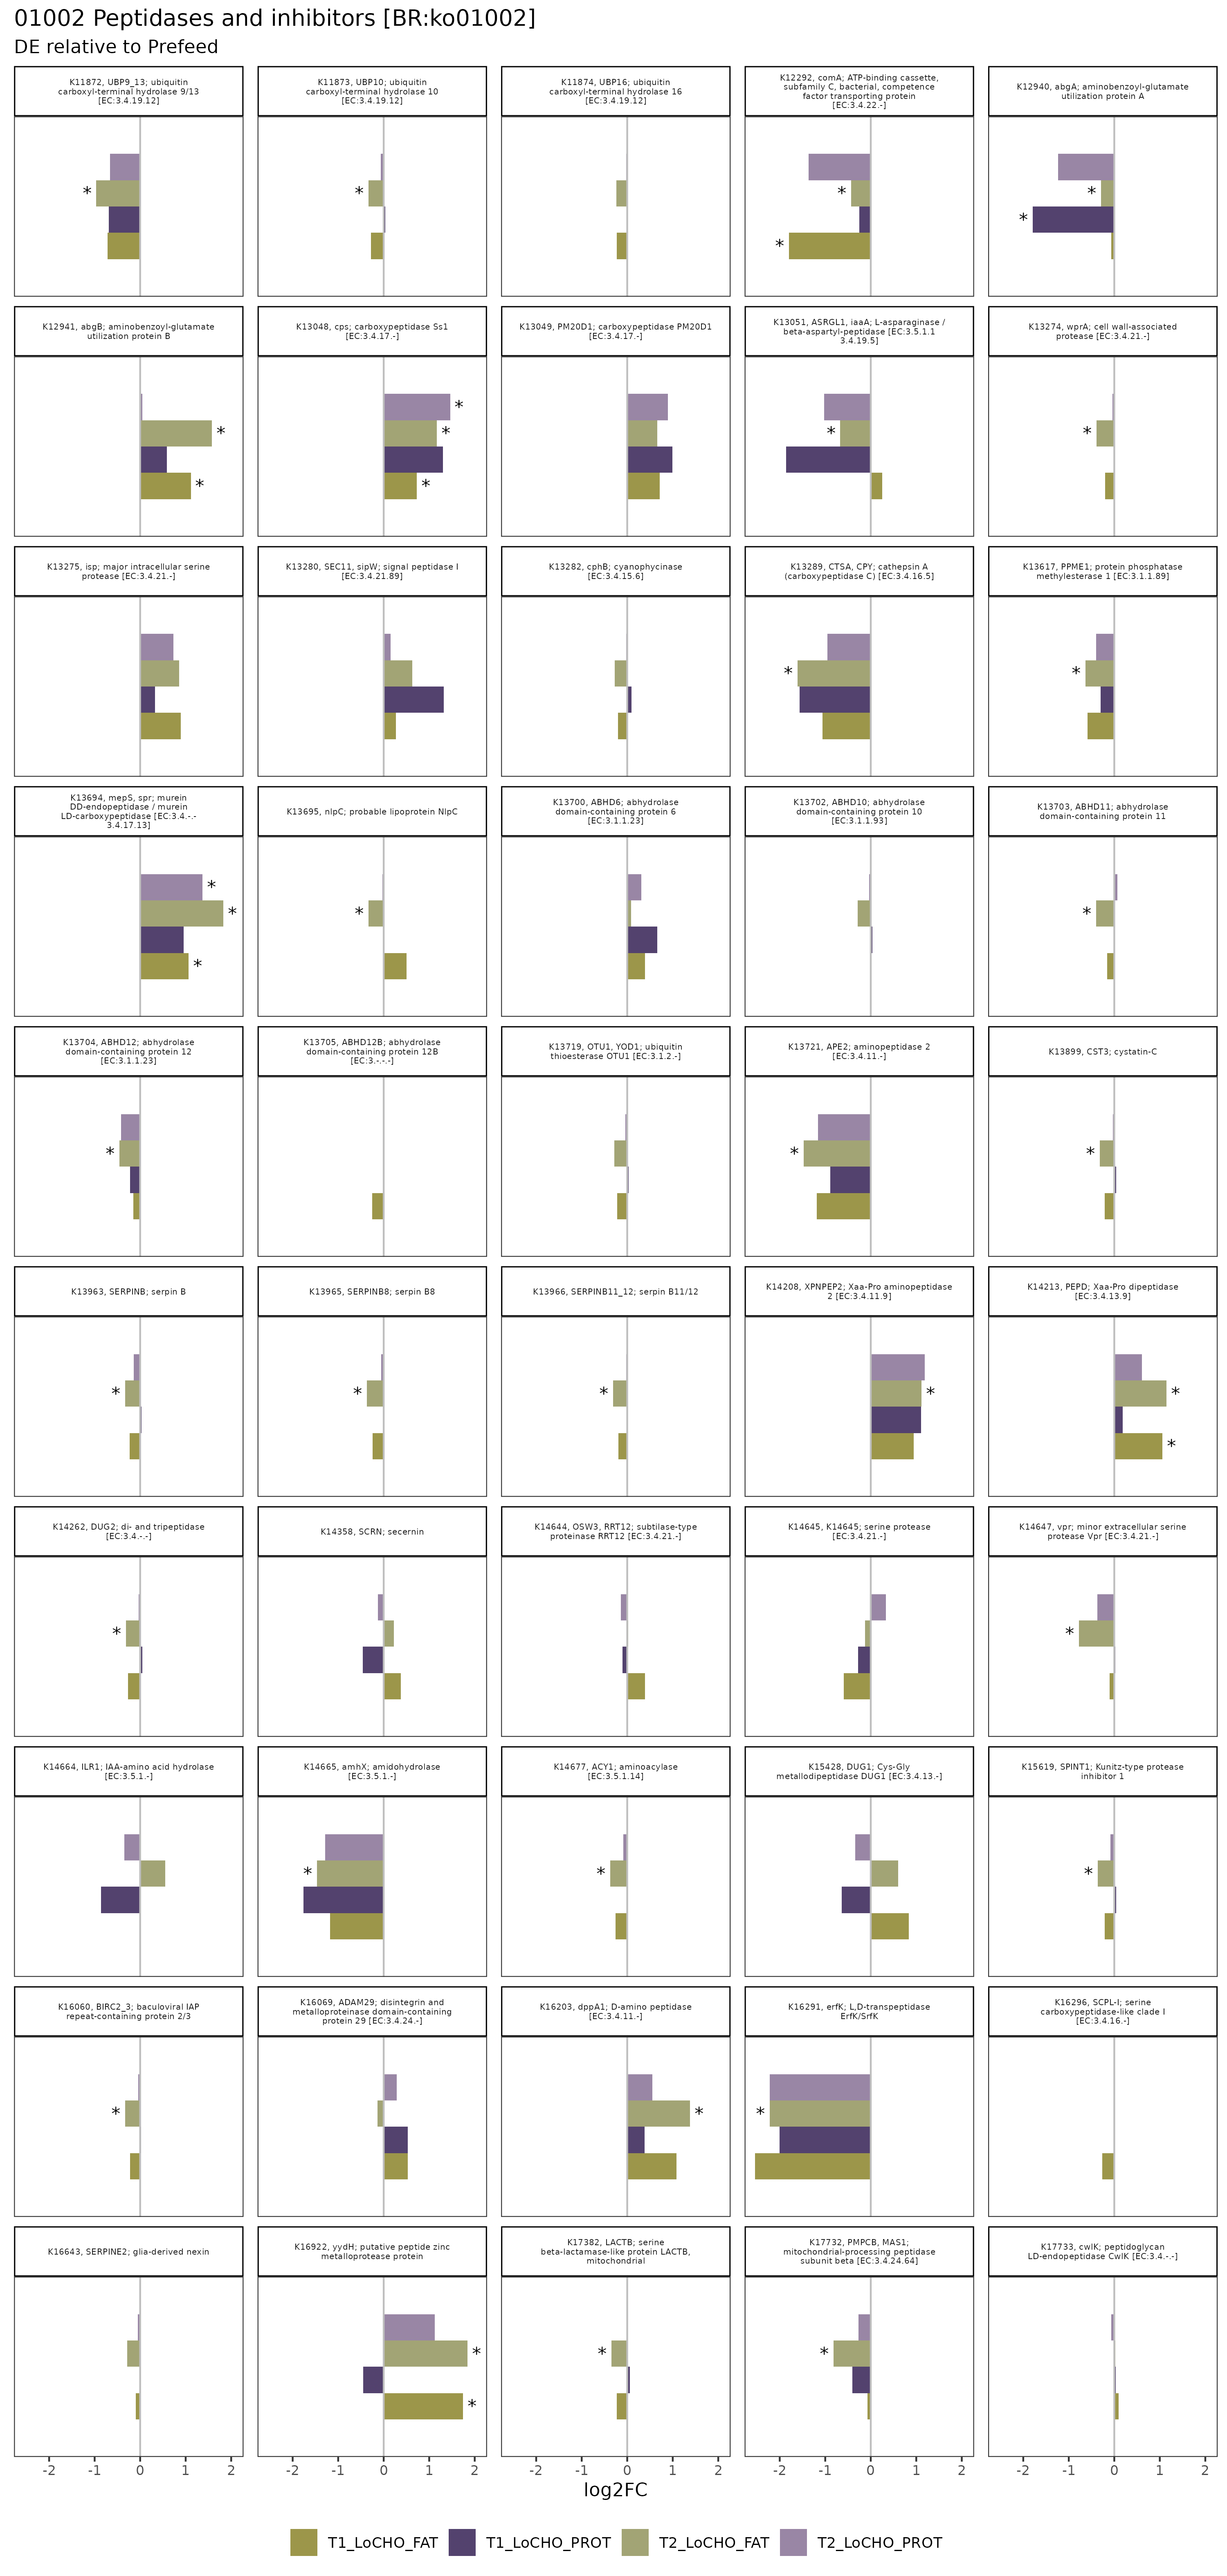 01002 Peptidases and inhibitors [BR:ko01002]
DE relative to Prefeed
K11872, UBP9_13; ubiquitin
carboxyl-terminal hydrolase 9/13
[EC:3.4.19.12]
K11873, UBP10; ubiquitin
carboxyl-terminal hydrolase 10
[EC:3.4.19.12]
K11874, UBP16; ubiquitin
carboxyl-terminal hydrolase 16
[EC:3.4.19.12]
K12292, comA; ATP-binding cassette,
subfamily C, bacterial, competence
factor transporting protein
[EC:3.4.22.-]
K12940, abgA; aminobenzoyl-glutamate
utilization protein A
*
*
*
*
*
*
K12941, abgB; aminobenzoyl-glutamate
utilization protein B
K13048, cps; carboxypeptidase Ss1
[EC:3.4.17.-]
K13049, PM20D1; carboxypeptidase PM20D1
[EC:3.4.17.-]
K13051, ASRGL1, iaaA; L-asparaginase /
beta-aspartyl-peptidase [EC:3.5.1.1
3.4.19.5]
K13274, wprA; cell wall-associated
protease [EC:3.4.21.-]
*
*
*
*
*
*
*
K13275, isp; major intracellular serine
protease [EC:3.4.21.-]
K13280, SEC11, sipW; signal peptidase I
[EC:3.4.21.89]
K13282, cphB; cyanophycinase
[EC:3.4.15.6]
K13289, CTSA, CPY; cathepsin A
(carboxypeptidase C) [EC:3.4.16.5]
K13617, PPME1; protein phosphatase
methylesterase 1 [EC:3.1.1.89]
*
*
K13694, mepS, spr; murein
DD-endopeptidase / murein
LD-carboxypeptidase [EC:3.4.-.-
3.4.17.13]
K13695, nlpC; probable lipoprotein NlpC
K13700, ABHD6; abhydrolase
domain-containing protein 6
[EC:3.1.1.23]
K13702, ABHD10; abhydrolase
domain-containing protein 10
[EC:3.1.1.93]
K13703, ABHD11; abhydrolase
domain-containing protein 11
*
*
*
*
*
K13704, ABHD12; abhydrolase
domain-containing protein 12
[EC:3.1.1.23]
K13705, ABHD12B; abhydrolase
domain-containing protein 12B
[EC:3.-.-.-]
K13719, OTU1, YOD1; ubiquitin
thioesterase OTU1 [EC:3.1.2.-]
K13721, APE2; aminopeptidase 2
[EC:3.4.11.-]
K13899, CST3; cystatin-C
*
*
*
K13963, SERPINB; serpin B
K13965, SERPINB8; serpin B8
K13966, SERPINB11_12; serpin B11/12
K14208, XPNPEP2; Xaa-Pro aminopeptidase
2 [EC:3.4.11.9]
K14213, PEPD; Xaa-Pro dipeptidase
[EC:3.4.13.9]
*
*
*
*
*
*
K14262, DUG2; di- and tripeptidase
[EC:3.4.-.-]
K14358, SCRN; secernin
K14644, OSW3, RRT12; subtilase-type
proteinase RRT12 [EC:3.4.21.-]
K14645, K14645; serine protease
[EC:3.4.21.-]
K14647, vpr; minor extracellular serine
protease Vpr [EC:3.4.21.-]
*
*
K14664, ILR1; IAA-amino acid hydrolase
[EC:3.5.1.-]
K14665, amhX; amidohydrolase
[EC:3.5.1.-]
K14677, ACY1; aminoacylase
[EC:3.5.1.14]
K15428, DUG1; Cys-Gly
metallodipeptidase DUG1 [EC:3.4.13.-]
K15619, SPINT1; Kunitz-type protease
inhibitor 1
*
*
*
K16060, BIRC2_3; baculoviral IAP
repeat-containing protein 2/3
K16069, ADAM29; disintegrin and
metalloproteinase domain-containing
protein 29 [EC:3.4.24.-]
K16203, dppA1; D-amino peptidase
[EC:3.4.11.-]
K16291, erfK; L,D-transpeptidase
ErfK/SrfK
K16296, SCPL-I; serine
carboxypeptidase-like clade I
[EC:3.4.16.-]
*
*
*
K16643, SERPINE2; glia-derived nexin
K16922, yydH; putative peptide zinc
metalloprotease protein
K17382, LACTB; serine
beta-lactamase-like protein LACTB,
mitochondrial
K17732, PMPCB, MAS1;
mitochondrial-processing peptidase
subunit beta [EC:3.4.24.64]
K17733, cwlK; peptidoglycan
LD-endopeptidase CwlK [EC:3.4.-.-]
*
*
*
*
-2 -1 0 1 2 -2 -1 0 1 2 -2 -1 0 1 2 -2 -1 0 1 2 -2 -1 0 1 2
log2FC
T1_LoCHO_FAT T1_LoCHO_PROT T2_LoCHO_FAT T2_LoCHO_PROT